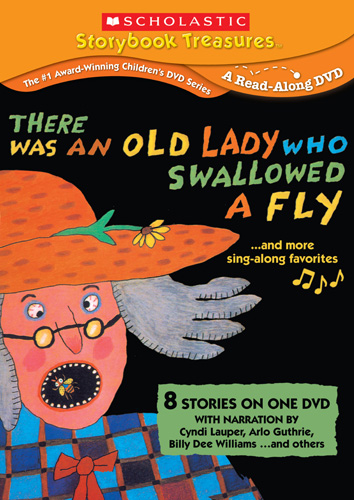 SCHOLASTIC
Storybook Treasures™
The #1 Award-Winning Children's DVD Series
A Read-Along DVD
THERE
WAS AN OLD LADY WHO
SWALLOWED
A FLY
...and more
sing-along favorites
8 STORIES ON ONE DVD
WITH NARRATION BY
Cyndi Lauper, Arlo Guthrie,
Billy Dee Williams ...and others